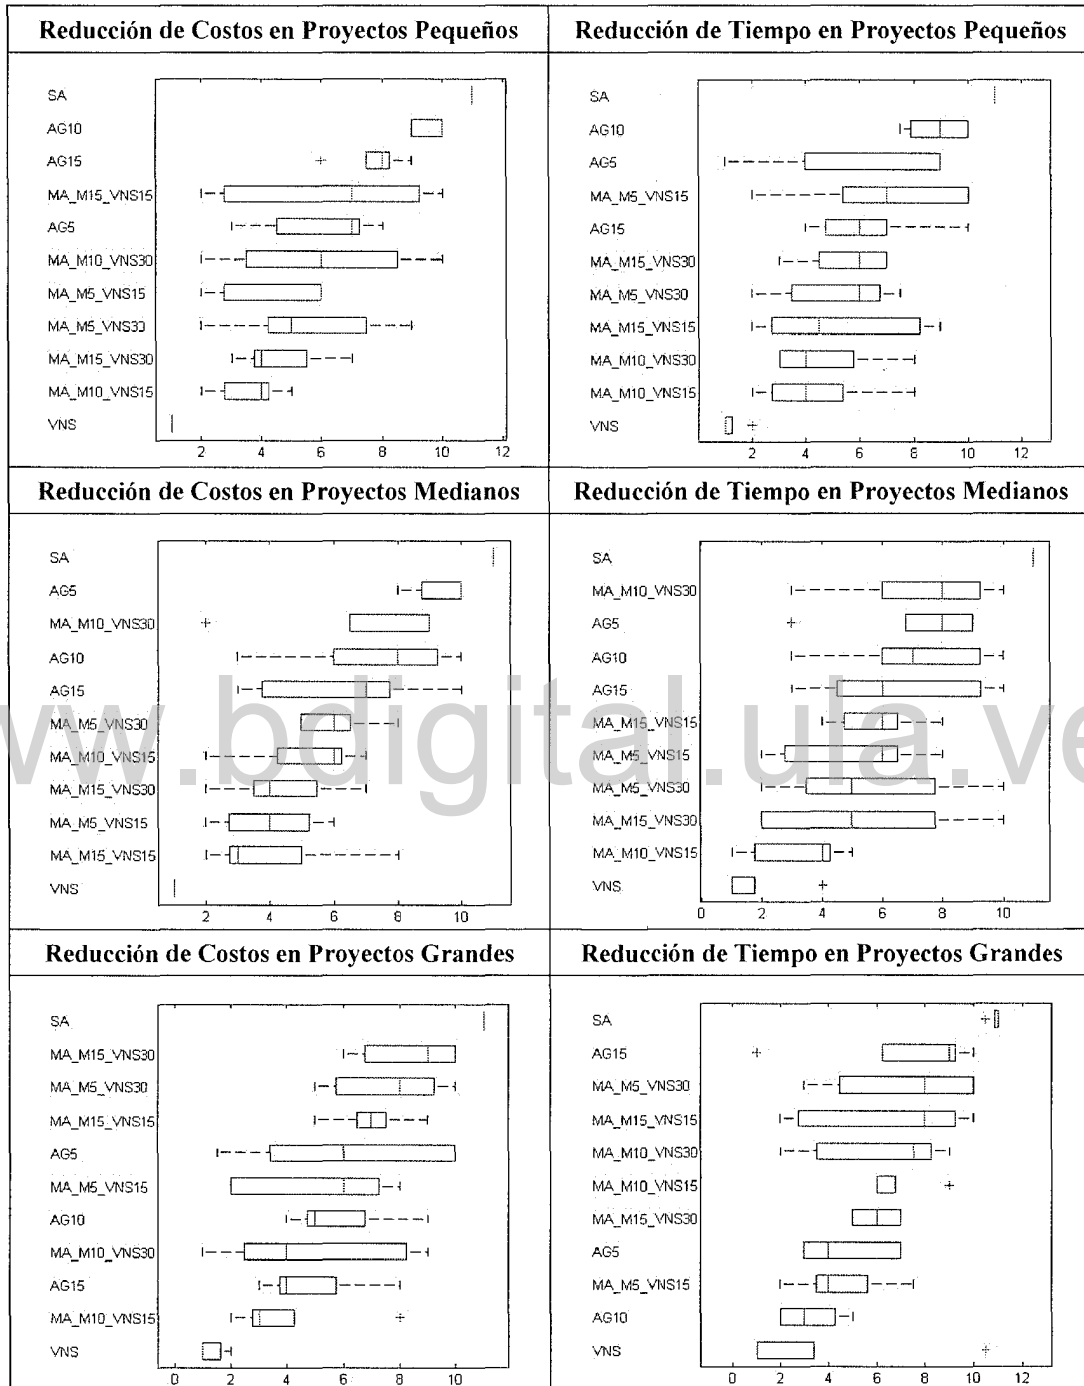 Reducción de Costos en Proyectos Pequeños
Reducción de Tiempo en Proyectos Pequeños
SA
AG10
AG15
MA_M15_VNS15
AG5
MA_M10_VNS30
MA_M5_VNS15
MA_M5_VNS30
MA_M15_VNS30
MA_M10_VNS15
VNS
2 4 6 8 10 12
SA
AG10
AG5
MA_M5_VNS15
AG15
MA_M15_VNS30
MA_M5_VNS30
MA_M15_VNS15
MA_M10_VNS30
MA_M10_VNS15
VNS
2 4 6 8 10 12
Reducción de Costos en Proyectos Medianos
Reducción de Tiempo en Proyectos Medianos
SA
AG5
MA_M10_VNS30
AG10
AG15
MA_M5_VNS30
MA_M10_VNS15
MA_M15_VNS30
MA_M5_VNS15
MA_M15_VNS15
VNS
2 4 6 8 10
SA
MA_M10_VNS30
AG5
AG10
AG15
MA_M15_VNS15
MA_M5_VNS15
MA_M5_VNS30
MA_M15_VNS30
MA_M10_VNS15
VNS
0 2 4 6 8 10
www.bdigital.ula.ve
Reducción de Costos en Proyectos Grandes
Reducción de Tiempo en Proyectos Grandes
SA
MA_M15_VNS30
MA_M5_VNS30
MA_M15_VNS15
AG5
MA_M5_VNS15
AG10
MA_M10_VNS30
AG15
MA_M10_VNS15
VNS
0 2 4 6 8 10
SA
AG15
MA_M5_VNS30
MA_M15_VNS15
MA_M10_VNS30
MA_M10_VNS15
MA_M15_VNS30
AG5
MA_M5_VNS15
AG10
VNS
0 2 4 6 8 10 12